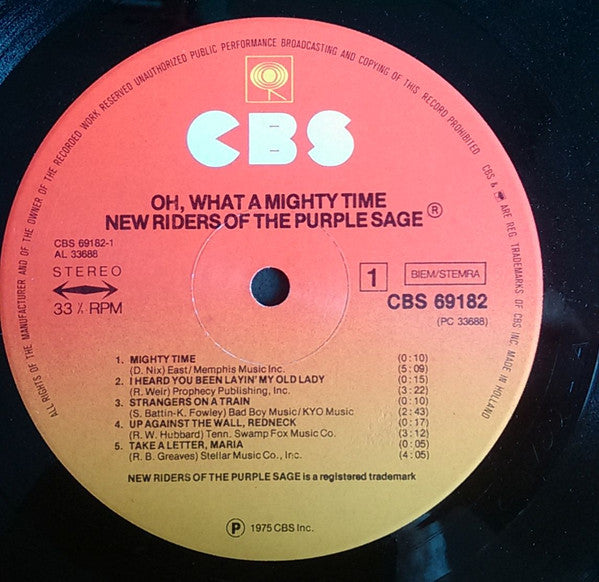 ALL RIGHTS OF THE MANUFACTURER AND OF THE OWNER OF THE RECORDED WORK RESERVED UNAUTHORIZED PUBLIC PERFORMANCE BROADCASTING AND COPYING OF THIS RECORD PROHIBITED. CBS & ARE REG. TRADEMARKS OF CBS INC. MADE IN HOLLAND
CBS
OH, WHAT A MIGHTY TIME
NEW RIDERS OF THE PURPLE SAGE ®
CBS 69182-1
AL 33688
STEREO
33⅓ RPM
1 BIEM/STEMRA
CBS 69182
(PC 33688)
1. MIGHTY TIME (0:10)
(D. Nix) East/Memphis Music Inc. (5:09)
2. I HEARD YOU BEEN LAYIN' MY OLD LADY (0:15)
(R. Weir) Prophecy Publishing, Inc. (3:22)
3. STRANGERS ON A TRAIN (0:10)
(S. Battin-K. Fowley) Bad Boy Music/KYO Music (2:43)
4. UP AGAINST THE WALL, REDNECK (0:17)
(R. W. Hubbard) Tenn. Swamp Fox Music Co. (3:12)
5. TAKE A LETTER, MARIA (0:05)
(R. B. Greaves) Stellar Music Co., Inc. (4:05)
NEW RIDERS OF THE PURPLE SAGE is a registered trademark
℗ 1975 CBS Inc.